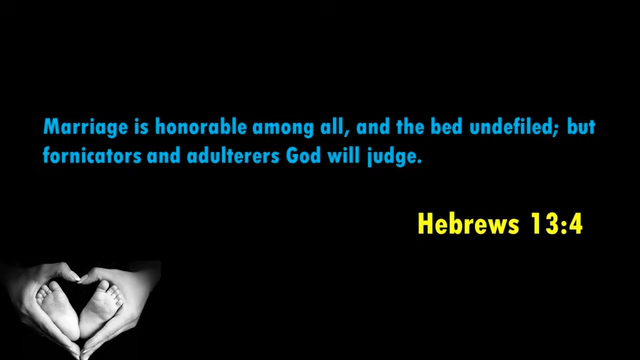 Marriage is honorable among all, and the bed undefiled; but
fornicators and adulterers God will judge.
Hebrews 13:4